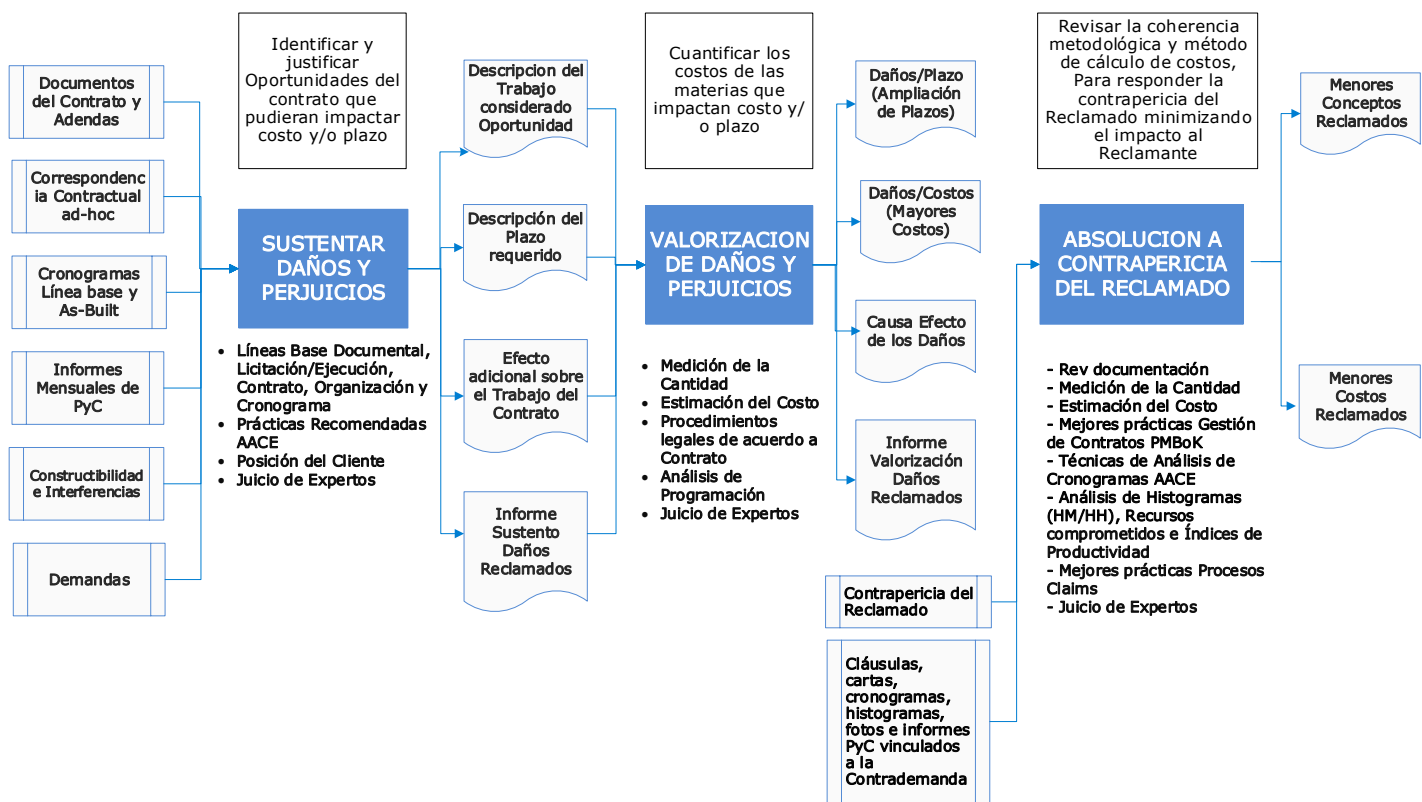 Documentos
del Contrato y
Adendas
Correspondenc
ia Contractual
ad-hoc
Cronogramas
Línea base y
As-Built
Informes
Mensuales de
PyC
Constructibilidad
e Interferencias
Demandas
Identificar y
justificar
Oportunidades del
contrato que
pudieran impactar
costo y/o plazo
SUSTENTAR
DAÑOS Y
PERJUICIOS
• Líneas Base Documental,
Licitación/Ejecución,
Contrato, Organización y
Cronograma
• Prácticas Recomendadas
AACE
• Posición del Cliente
• Juicio de Expertos
Descripcion del
Trabajo
considerado
Oportunidad
Descripción del
Plazo
requerido
Efecto
adicional sobre
el Trabajo del
Contrato
Informe
Sustento
Daños
Reclamados
Cuantificar los
costos de las
materias que
impactan costo y/
o plazo
VALORIZACION
DE DAÑOS Y
PERJUICIOS
• Medición de la
Cantidad
• Estimación del Costo
• Procedimientos
legales de acuerdo a
Contrato
• Análisis de
Programación
• Juicio de Expertos
Daños/Plazo
(Ampliación
de Plazos)
Daños/Costos
(Mayores
Costos)
Causa Efecto
de los Daños
Informe
Valorización
Daños
Reclamados
Contrapericia del
Reclamado
Cláusulas,
cartas,
cronogramas,
histogramas,
fotos e informes
PyC vinculados
a la
Contrademanda
Revisar la coherencia
metodológica y método
de cálculo de costos,
Para responder la
contrapericia del
Reclamado minimizando
el impacto al
Reclamante
ABSOLUCION A
CONTRAPERICIA
DEL RECLAMADO
- Rev documentación
- Medición de la Cantidad
- Estimación del Costo
- Mejores prácticas Gestión
de Contratos PMBoK
- Técnicas de Análisis de
Cronogramas AACE
- Análisis de Histogramas
(HM/HH), Recursos
comprometidos e Índices de
Productividad
- Mejores prácticas Procesos
Claims
- Juicio de Expertos
Menores
Conceptos
Reclamados
Menores
Costos
Reclamados